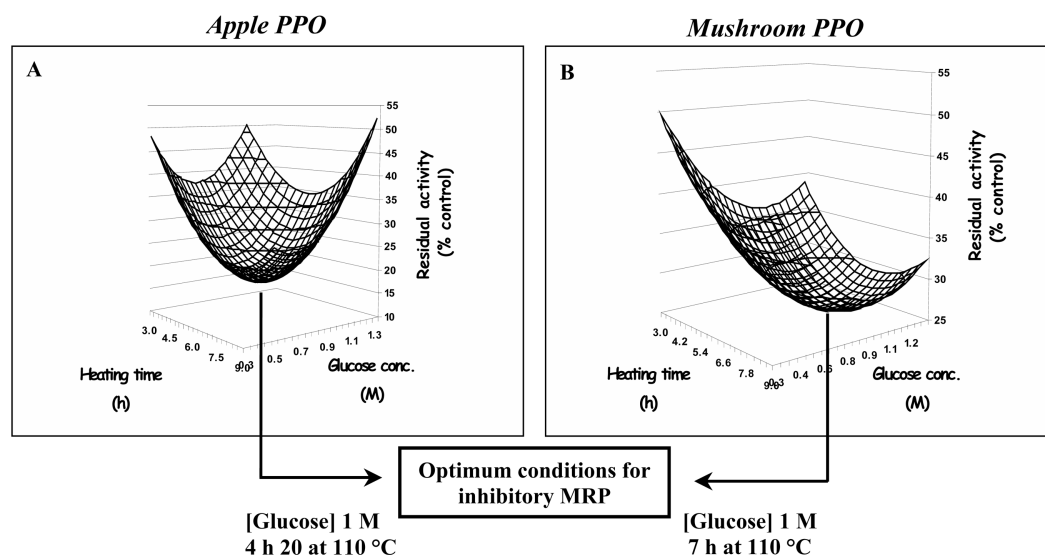 Apple PPO
Mushroom PPO
A
55
50
45
40
35
30
25
20
15
10
Residual activity
(% control)
3.0
4.5
6.0
7.5
9.0
0.3
0.5
0.7
0.9
1.1
1.3
Heating time
(h)
Glucose conc.
(M)
B
55
50
45
40
35
30
25
Residual activity
(% control)
3.0
4.2
5.4
6.6
7.8
9.0
0.3
0.4
0.6
0.8
0.9
1.1
1.2
Heating time
(h)
Glucose conc.
(M)
Optimum conditions for
inhibitory MRP
[Glucose] 1 M
4 h 20 at 110 °C
[Glucose] 1 M
7 h at 110 °C